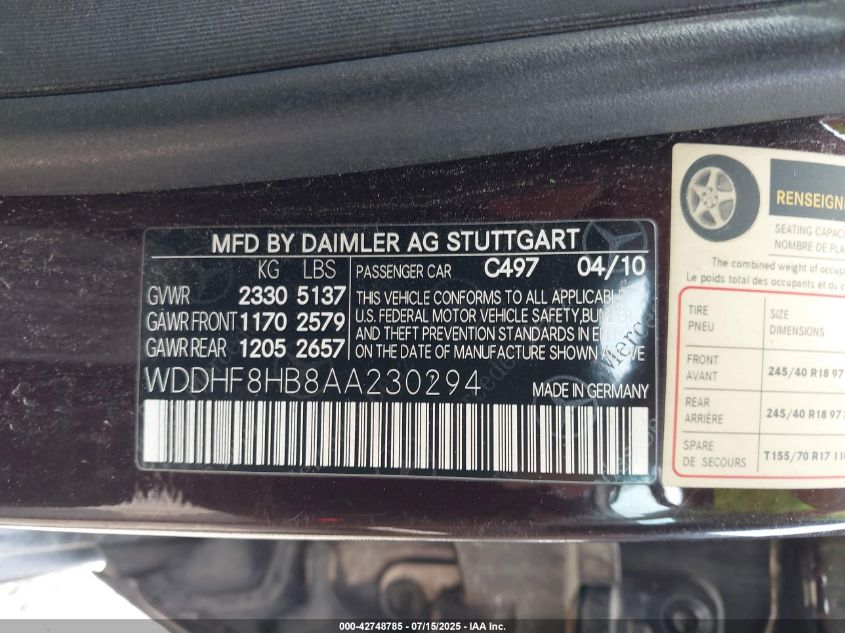 MFD BY DAIMLER AG STUTTGART
KG LBS PASSENGER CAR C497 04/10
GVWR 2330 5137
GAWR FRONT 1170 2579
GAWR REAR 1205 2657
THIS VEHICLE CONFORMS TO ALL APPLICABLE
U.S. FEDERAL MOTOR VEHICLE SAFETY, BUMPER
AND THEFT PREVENTION STANDARDS IN EFFECT
ON THE DATE OF MANUFACTURE SHOWN ABOVE
WDDHF8HB8AA230294 MADE IN GERMANY
RENSEIGNE
SEATING CAPAC
NOMBRE DE PLA
The combined weight of occup
Le poids total des occupants et du c
TIRE
PNEU
SIZE
DIMENSIONS
FRONT
AVANT
245/40 R18 97
REAR
ARRIÈRE
245/40 R18 97
SPARE
DE SECOURS
T155/70 R17 110
000-42748785 - 07/15/2025 - IAA Inc.